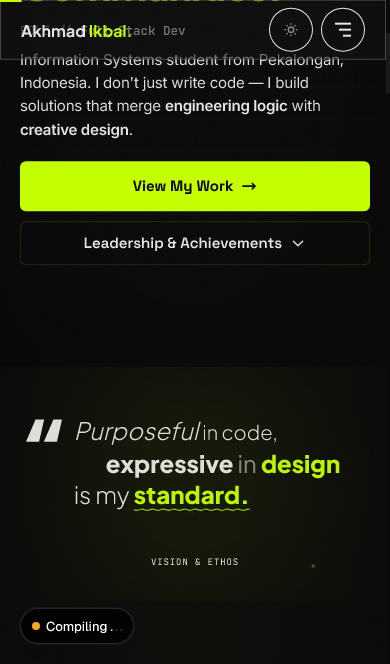 Akhmad Ikbal.
Stack Dev
Information Systems student from Pekalongan,
Indonesia. I don't just write code — I build
solutions that merge engineering logic with
creative design.
View My Work →
Leadership & Achievements
"Purposeful in code,
expressive in design
is my standard.
VISION & ETHOS
Compiling...